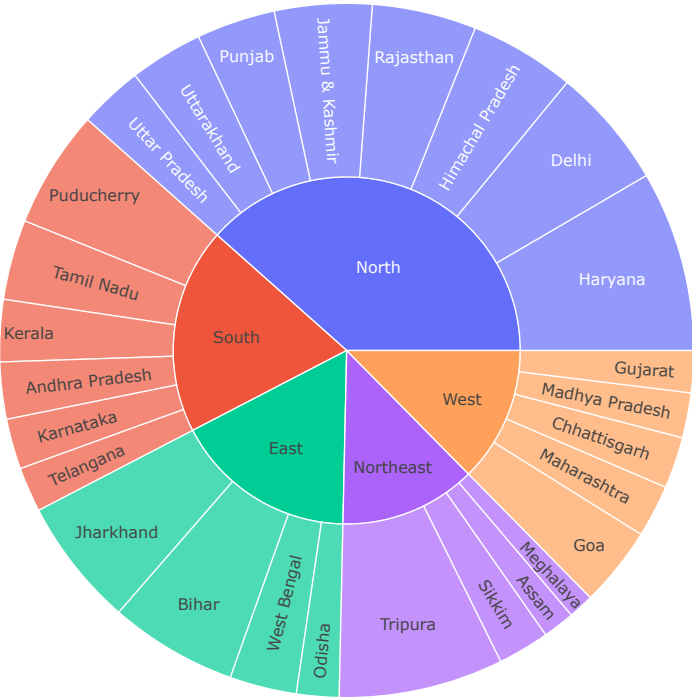 Jammu & Kashmir
Punjab
Rajasthan
Himachal Pradesh
Uttarakhand
Uttar Pradesh
Delhi
Puducherry
North
Haryana
Tamil Nadu
Kerala
South
Gujarat
Andhra Pradesh
West
Madhya Pradesh
Karnataka
Chhattisgarh
Telangana
East
Northeast
Maharashtra
Jharkhand
Goa
Meghalaya
Bihar
West Bengal
Assam
Sikkim
Tripura
Odisha